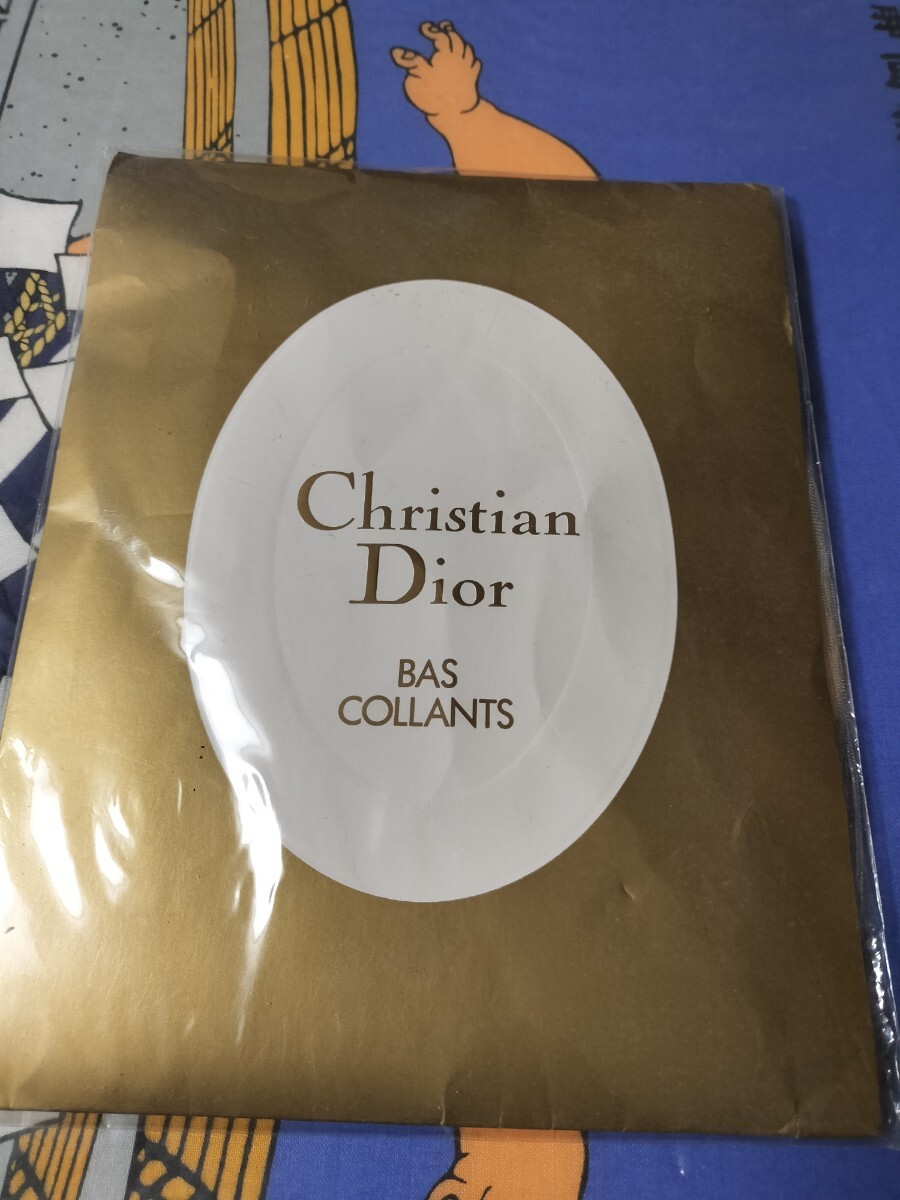 Christian
Dior
BAS
COLLANTS